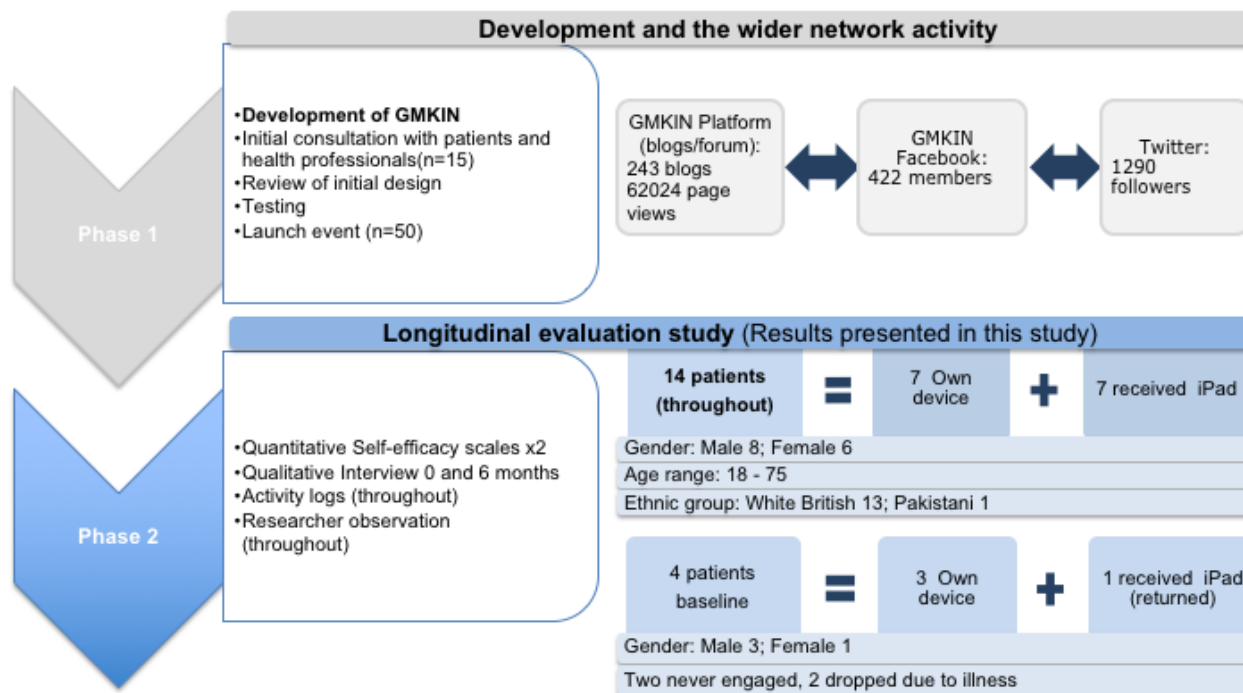 Development and the wider network activity
Phase 1
•Development of GMKIN
•Initial consultation with patients and
health professionals(n=15)
•Review of initial design
•Testing
•Launch event (n=50)
GMKIN Platform
(blogs/forum):
243 blogs
62024 page
views
GMKIN
Facebook:
422 members
Twitter:
1290
followers
Longitudinal evaluation study (Results presented in this study)
Phase 2
•Quantitative Self-efficacy scales x2
•Qualitative Interview 0 and 6 months
•Activity logs (throughout)
•Researcher observation
(throughout)
14 patients
(throughout)
=
7 Own
device
+
7 received iPad
Gender: Male 8; Female 6
Age range: 18 - 75
Ethnic group: White British 13; Pakistani 1
4 patients
baseline
=
3 Own
device
+
1 received iPad
(returned)
Gender: Male 3; Female 1
Two never engaged, 2 dropped due to illness